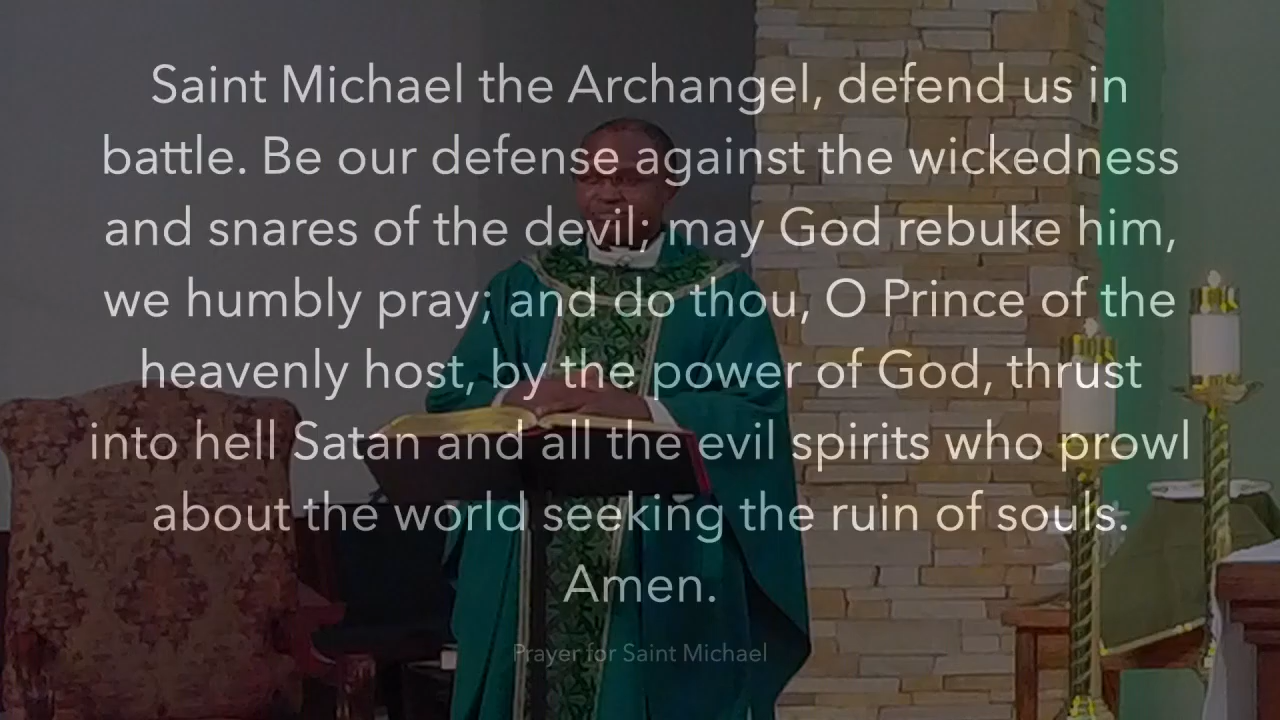 Saint Michael the Archangel, defend us in
battle. Be our defense against the wickedness
and snares of the devil; may God rebuke him,
we humbly pray; and do thou, O Prince of the
heavenly host, by the power of God, thrust
into hell Satan and all the evil spirits who prowl
about the world seeking the ruin of souls.
Amen.
Prayer for Saint Michael